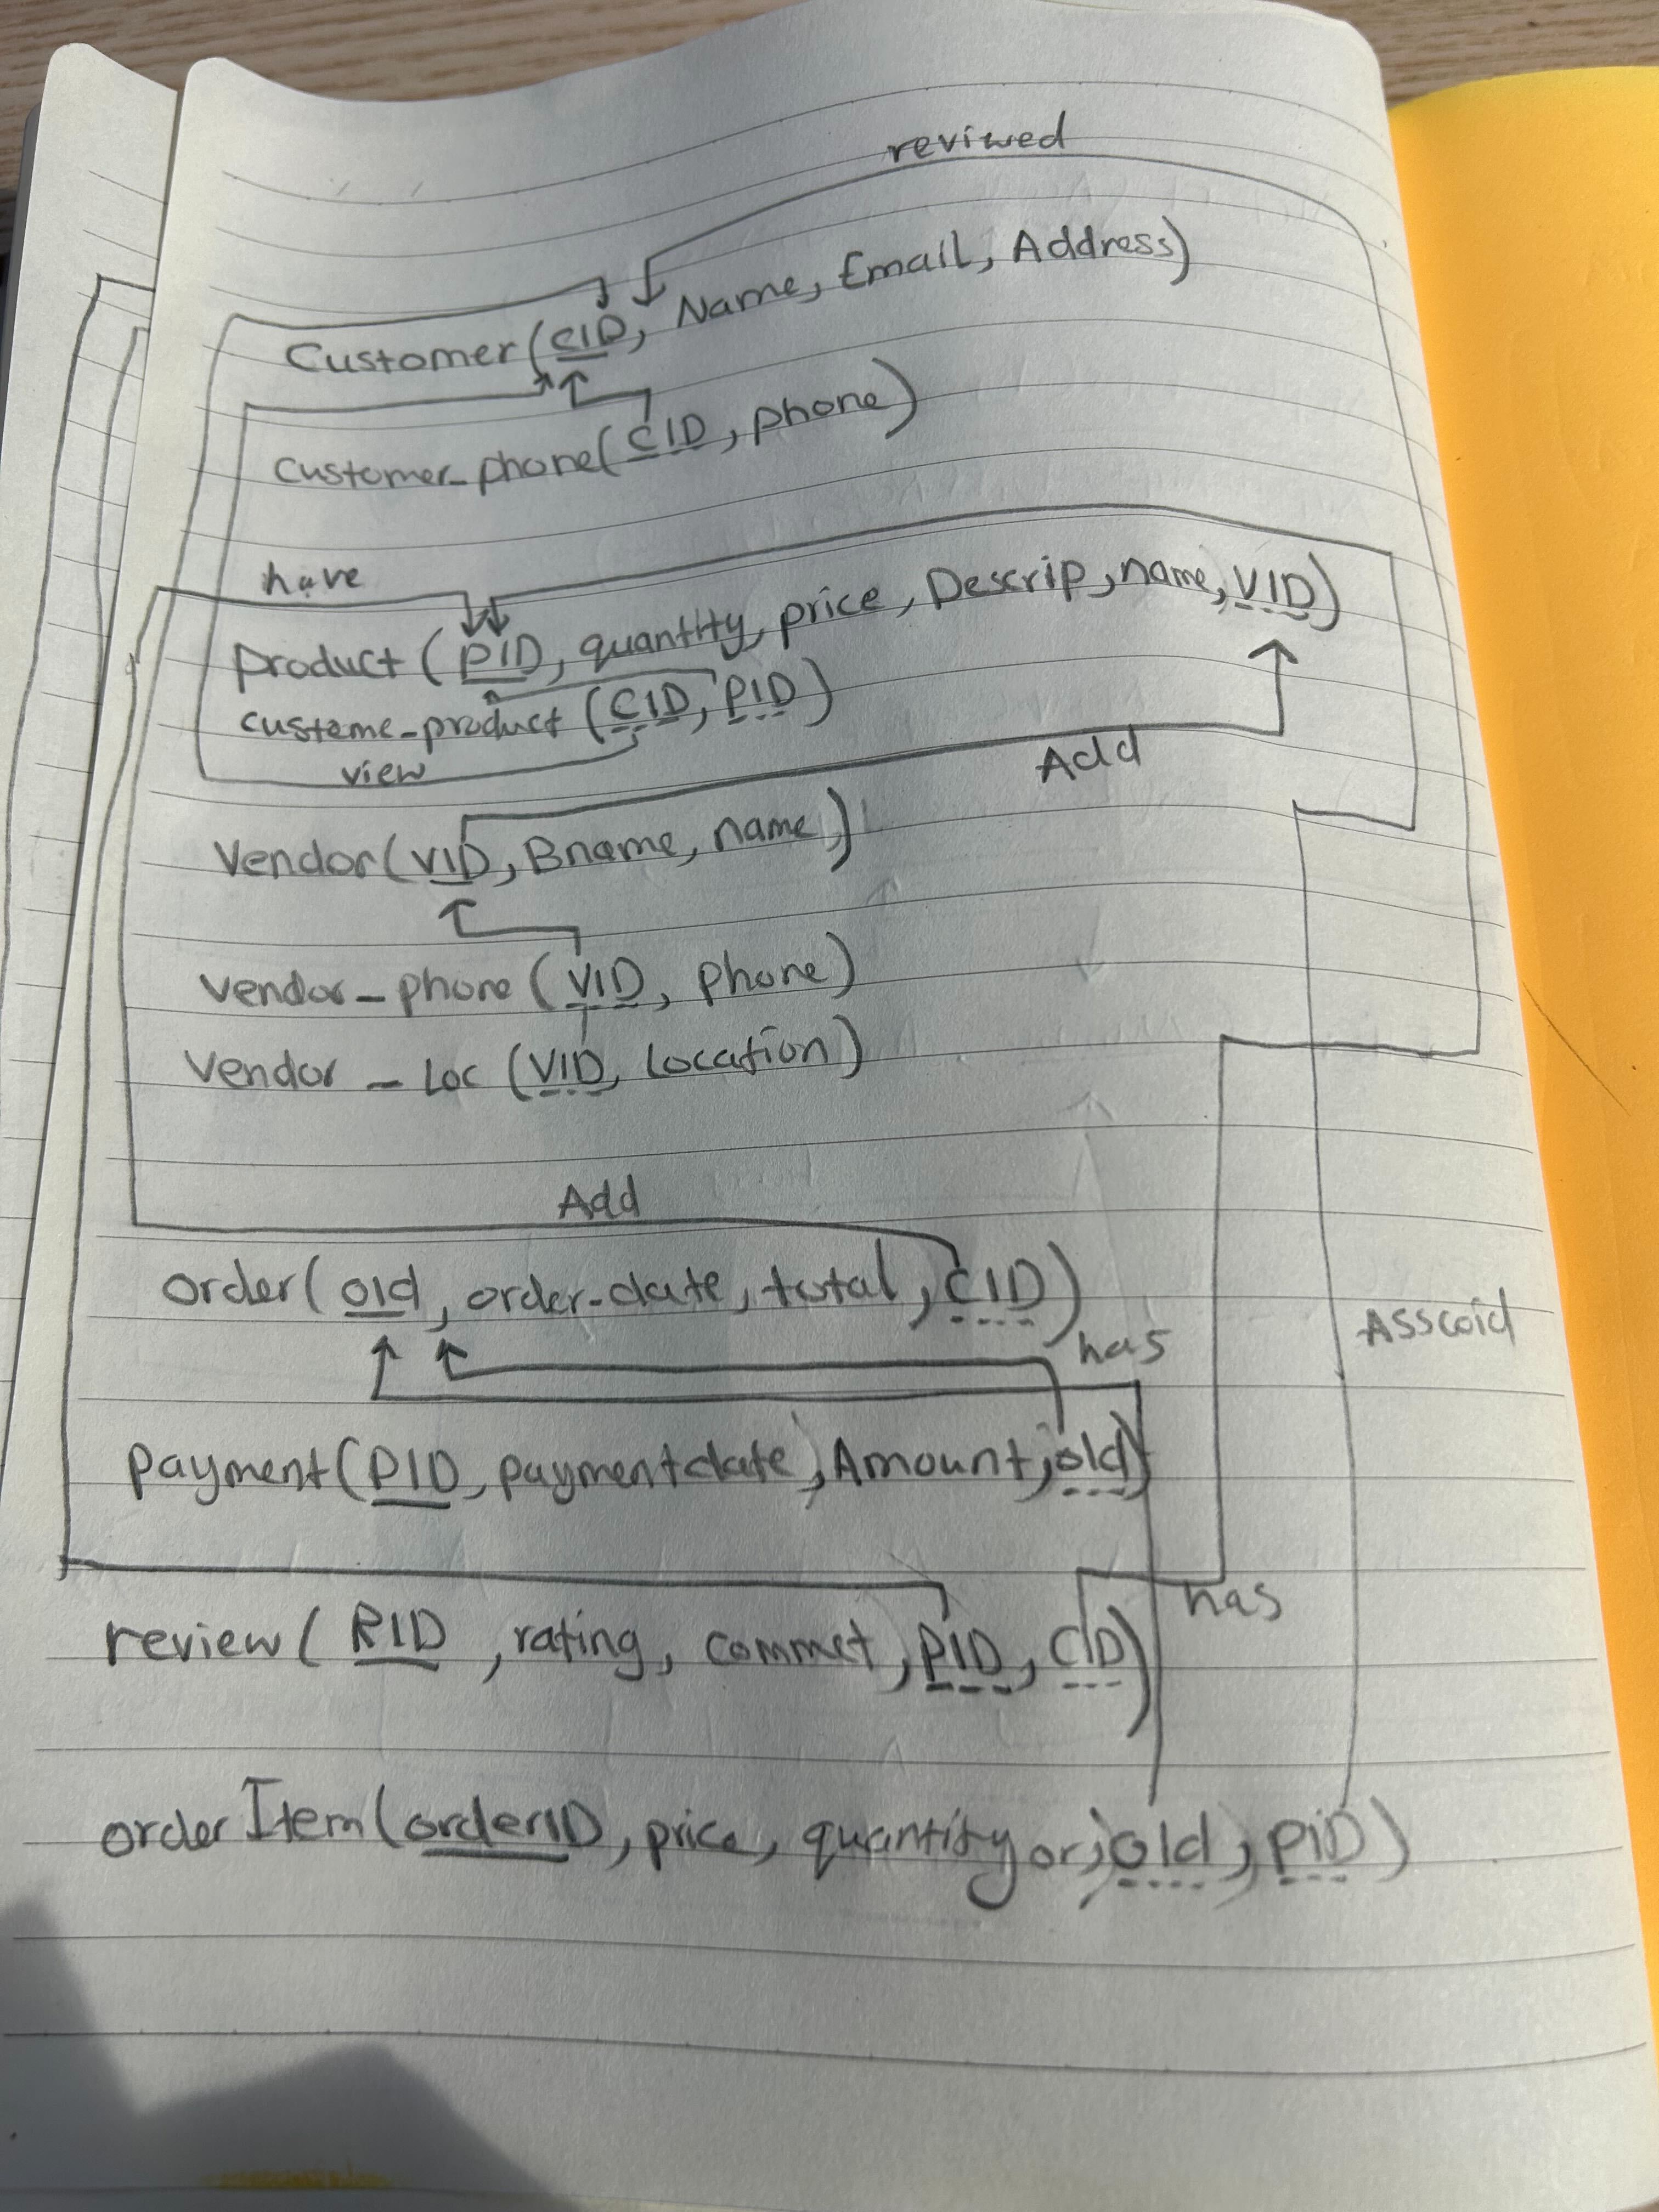 reviwed
Customer(CID, Name, Email, Address)
customer_phone(CID, phone)
have
product (PID, quantity, price, Descrip, name, VID)
custeme_product (CID, PID)
view
Add
Vendor(VID, Bname, name)
vendor_phone (VID, phone)
Vendor _ Loc (VID, Location)
Add
order(oId, order-date, total, CID)
has
Asscoid
payment(PID, paymentdate, Amount, oId)
has
review( RID, rating, commet, PID, CID)
order Item(orderID, price, quantity or, oId, PID)